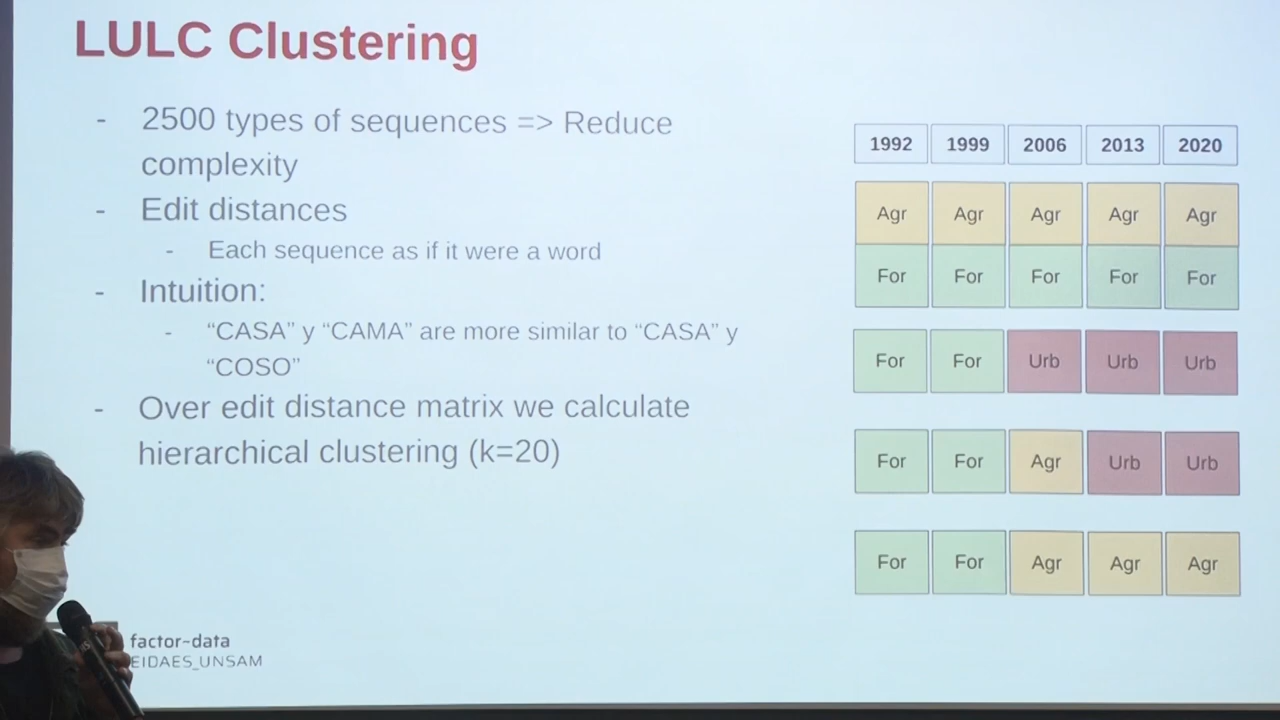 LULC Clustering
- 2500 types of sequences => Reduce
complexity
- Edit distances
- Each sequence as if it were a word
- Intuition:
- “CASA” y “CAMA” are more similar to “CASA” y
“COSO”
- Over edit distance matrix we calculate
hierarchical clustering (k=20)
1992 1999 2006 2013 2020
Agr Agr Agr Agr Agr
For For For For For
For For Urb Urb Urb
For For Agr Urb Urb
For For Agr Agr Agr
factor-data
EIDAES_UNSAM